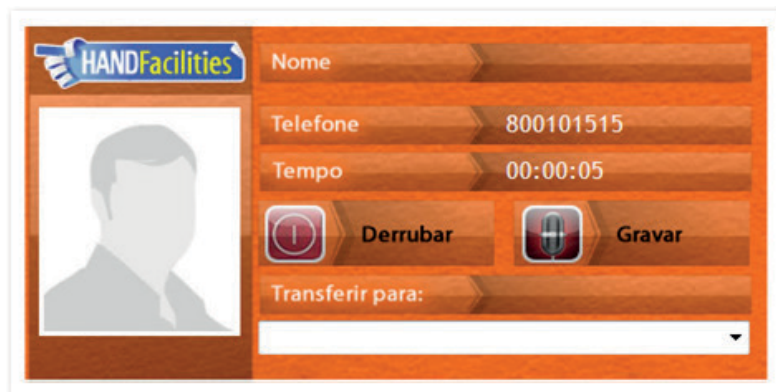 HANDFacilities
Nome
Telefone 800101515
Tempo 00:00:05
Derrubar Gravar
Transferir para: